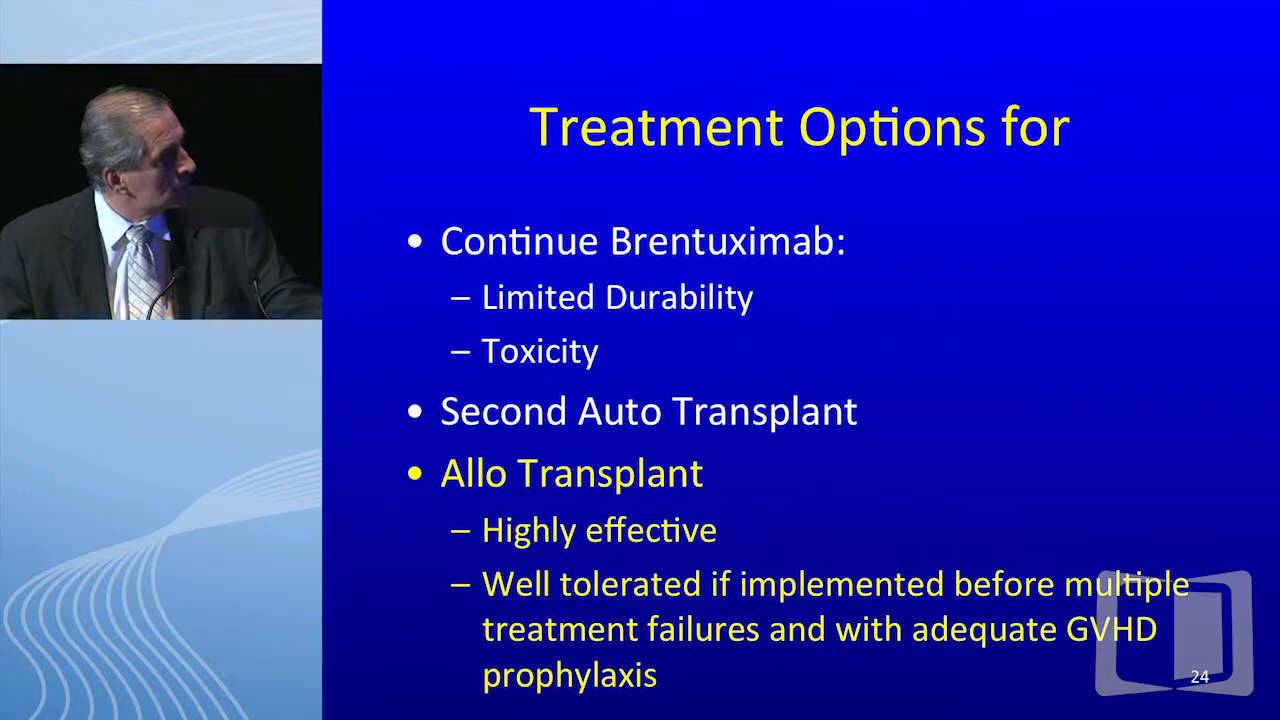 Treatment Options for
• Continue Brentuximab:
– Limited Durability
– Toxicity
• Second Auto Transplant
• Allo Transplant
– Highly effective
– Well tolerated if implemented before multiple
treatment failures and with adequate GVHD
prophylaxis
24